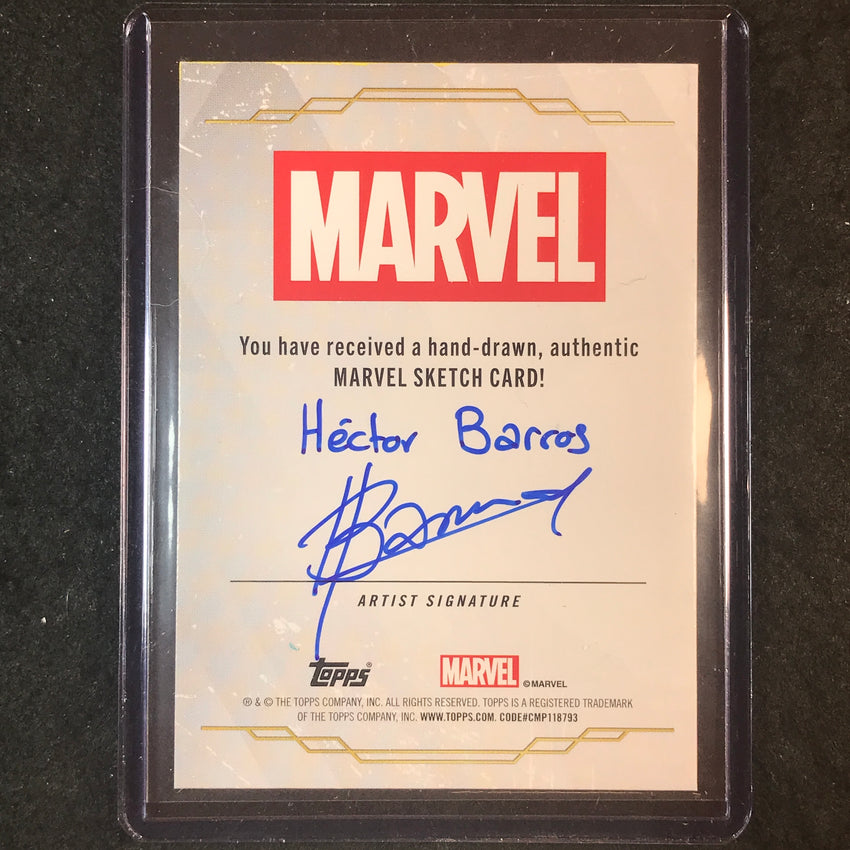 MARVEL
You have received a hand-drawn, authentic
MARVEL SKETCH CARD!
Héctor Barros
HBarros
ARTIST SIGNATURE
topps®
MARVEL © MARVEL
® & © THE TOPPS COMPANY, INC. ALL RIGHTS RESERVED. TOPPS IS A REGISTERED TRADEMARK
OF THE TOPPS COMPANY, INC. WWW.TOPPS.COM. CODE#CMP118793